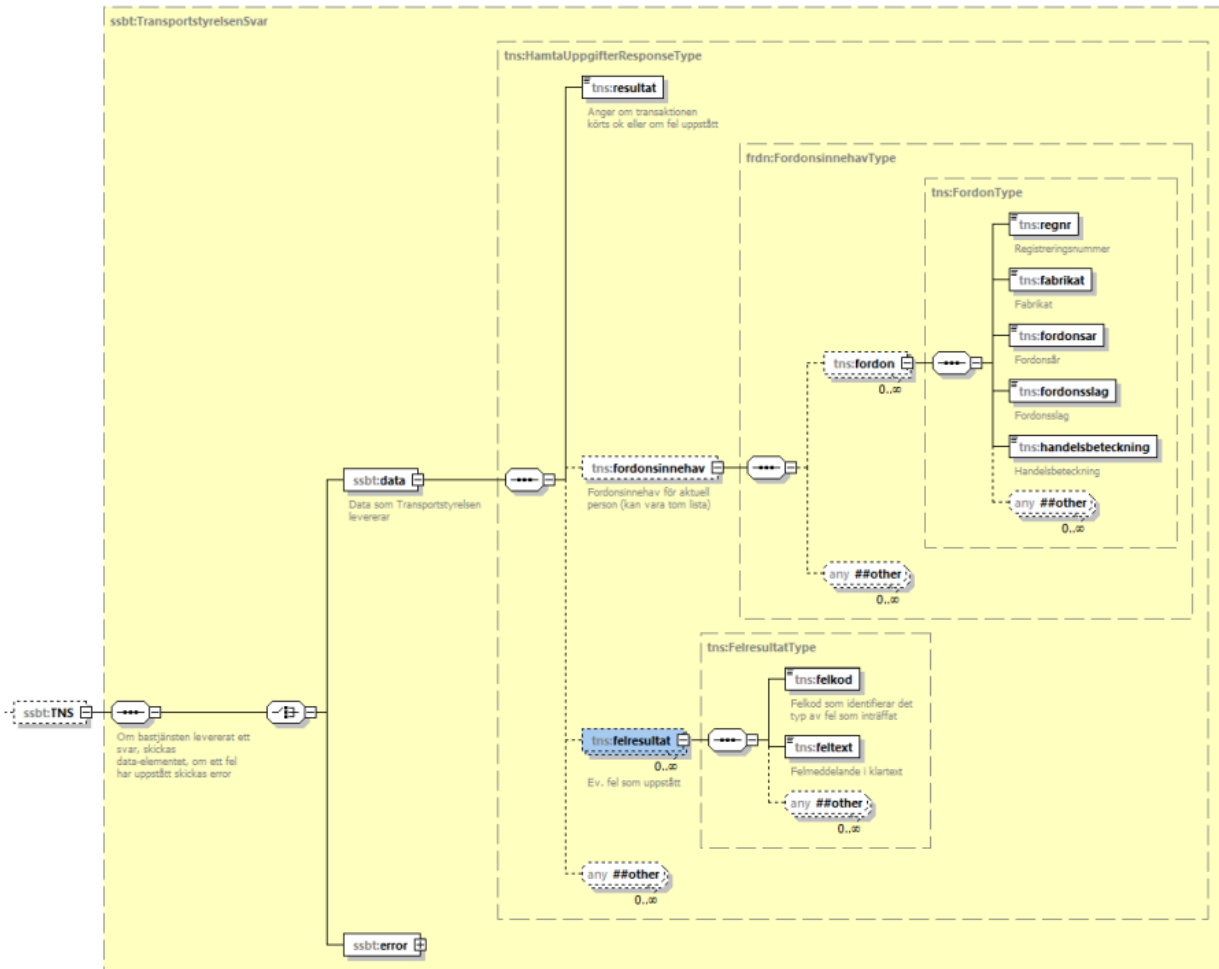 ssbt:TransportstyrelsenSvar
tns:HamtaUppgifterResponseType
tns:resultat
Anger om transaktionen
körts ok eller om fel uppstått
frdn:FordonsinnehavType
tns:FordonType
tns:regnr
Registreringsnummer
tns:fabrikat
Fabrikat
tns:fordonsar
Fordonsår
tns:fordon
0..∞
tns:fordonsslag
Fordonsslag
tns:handelsbeteckning
Handelsbeteckning
any ##other
0..∞
ssbt:data
Data som Transportstyrelsen
levererar
tns:fordonsinnehav
Fordonsinnehav för aktuell
person (kan vara tom lista)
any ##other
0..∞
tns:FelresultatType
tns:felkod
Felkod som identifierar det
typ av fel som inträffat
ssbt:TNS
Om bastjänsten levererat ett
svar, skickas
data-elementet, om ett fel
har uppstått skickas error
tns:felresultat
0..∞
Ev. fel som uppstått
tns:feltext
Felmeddelande i klartext
any ##other
0..∞
any ##other
0..∞
ssbt:error